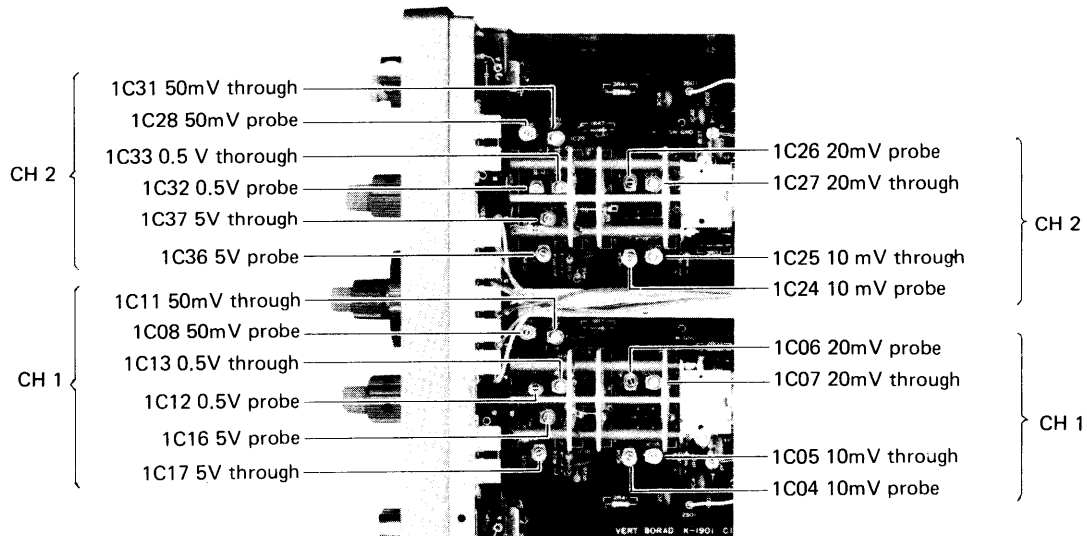 CH 2
1C31 50mV through
1C28 50mV probe
1C33 0.5 V thorough
1C32 0.5V probe
1C37 5V through
1C36 5V probe
CH 1
1C11 50mV through
1C08 50mV probe
1C13 0.5V through
1C12 0.5V probe
1C16 5V probe
1C17 5V through
1C26 20mV probe
1C27 20mV through
CH 2
1C25 10 mV through
1C24 10 mV probe
1C06 20mV probe
1C07 20mV through
CH 1
1C05 10mV through
1C04 10mV probe
VERT BORAD K-1901 C1